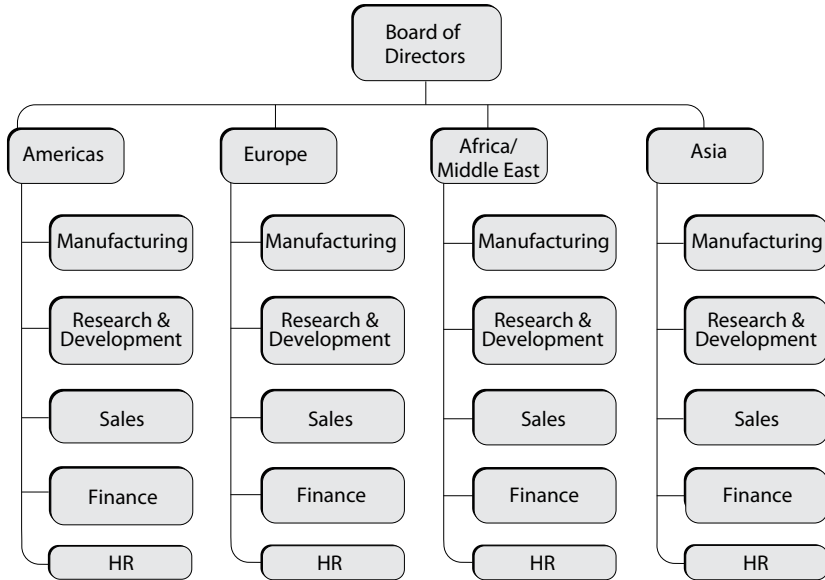 Board of
Directors
Americas
Europe
Africa/
Middle East
Asia
Manufacturing
Manufacturing
Manufacturing
Manufacturing
Research &
Development
Research &
Development
Research &
Development
Research &
Development
Sales
Sales
Sales
Sales
Finance
Finance
Finance
Finance
HR
HR
HR
HR